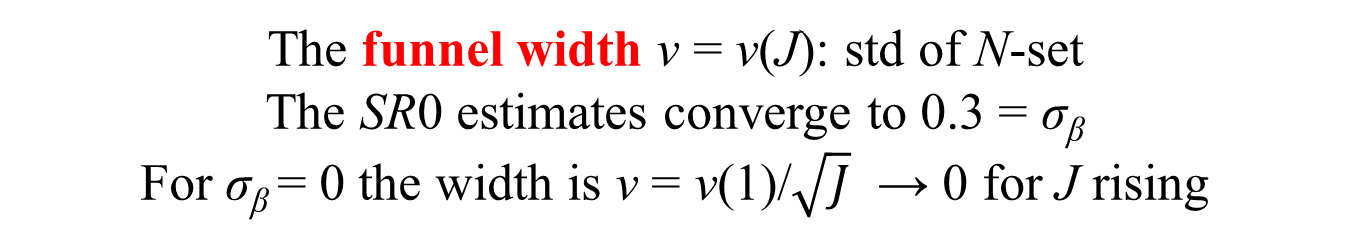 The funnel width v = v(J): std of N-set
The SR0 estimates converge to 0.3 = σβ
For σβ = 0 the width is v = v(1)/√J → 0 for J rising